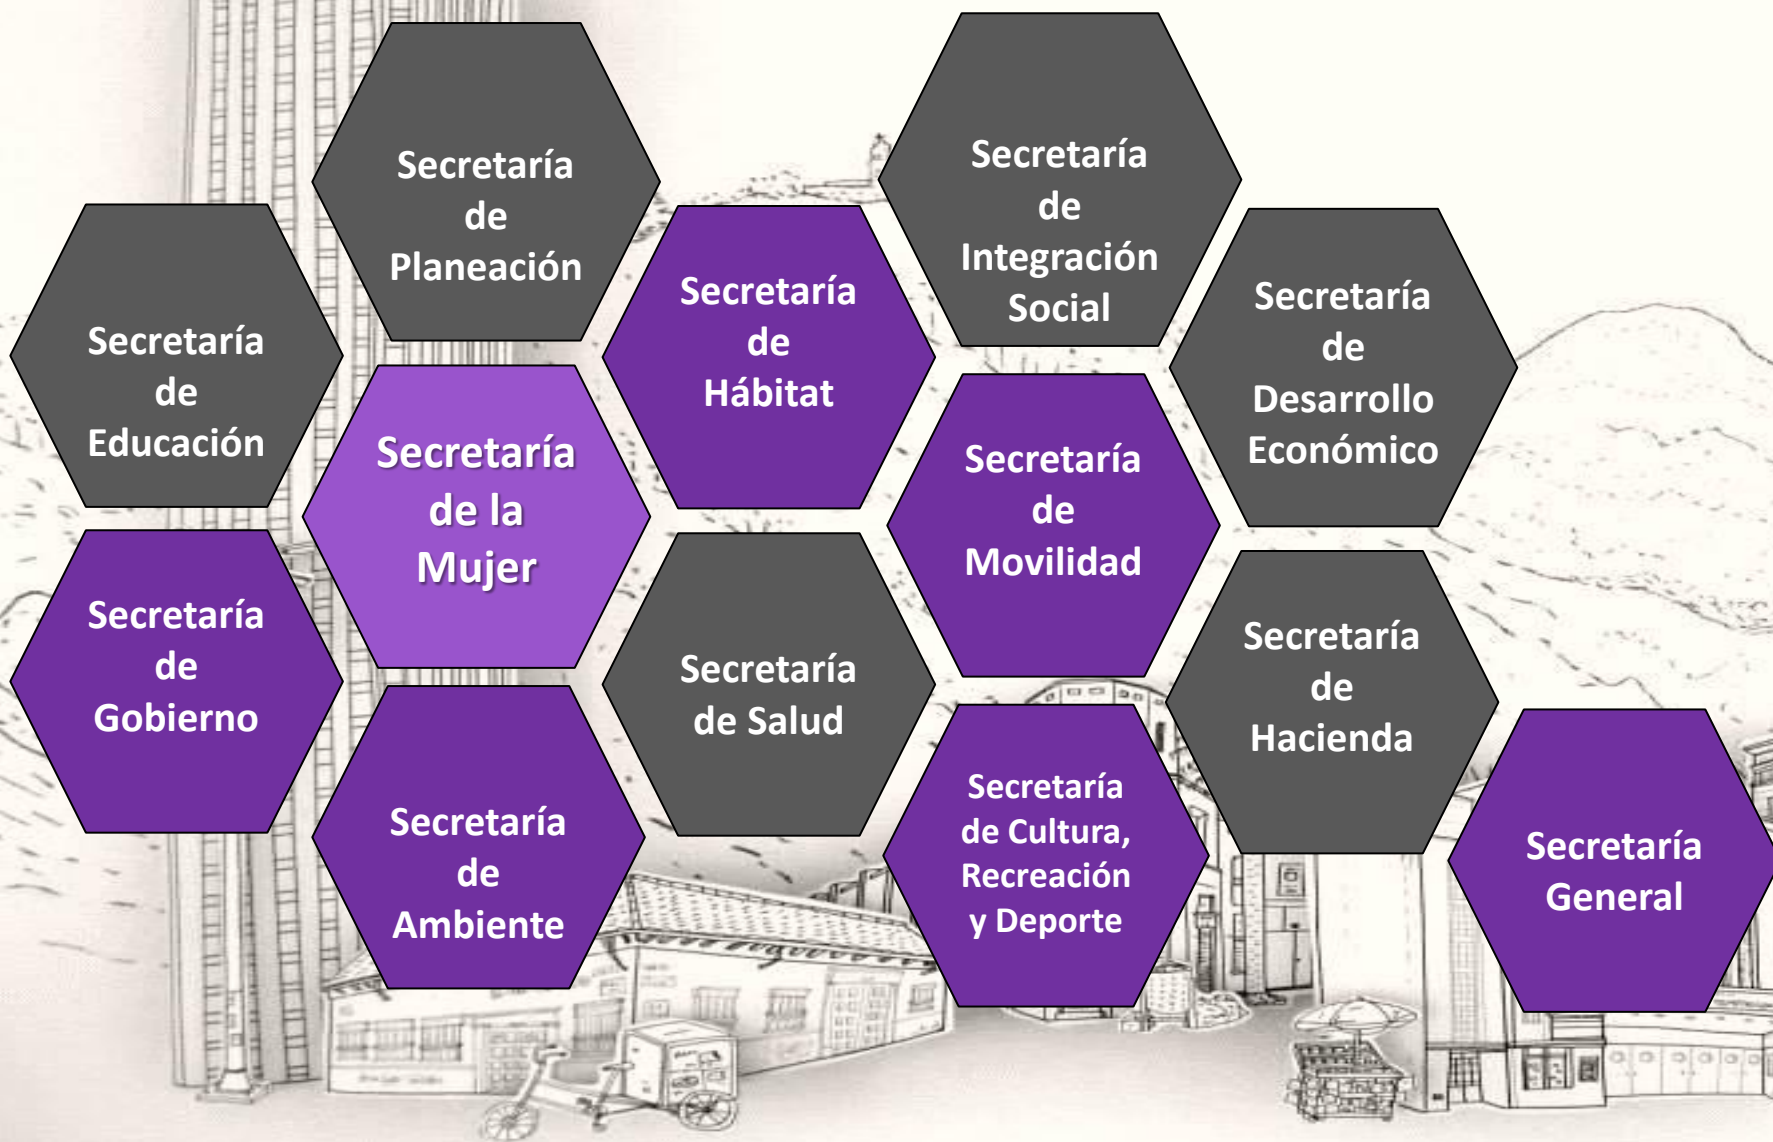 Secretaría
de
Planeación
Secretaría
de
Integración
Social
Secretaría
de
Educación
Secretaría
de
Hábitat
Secretaría
de
Desarrollo
Económico
Secretaría
de la
Mujer
Secretaría
de
Movilidad
Secretaría
de
Gobierno
Secretaría
de Salud
Secretaría
de
Hacienda
Secretaría
de
Ambiente
Secretaría
de Cultura,
Recreación
y Deporte
Secretaría
General